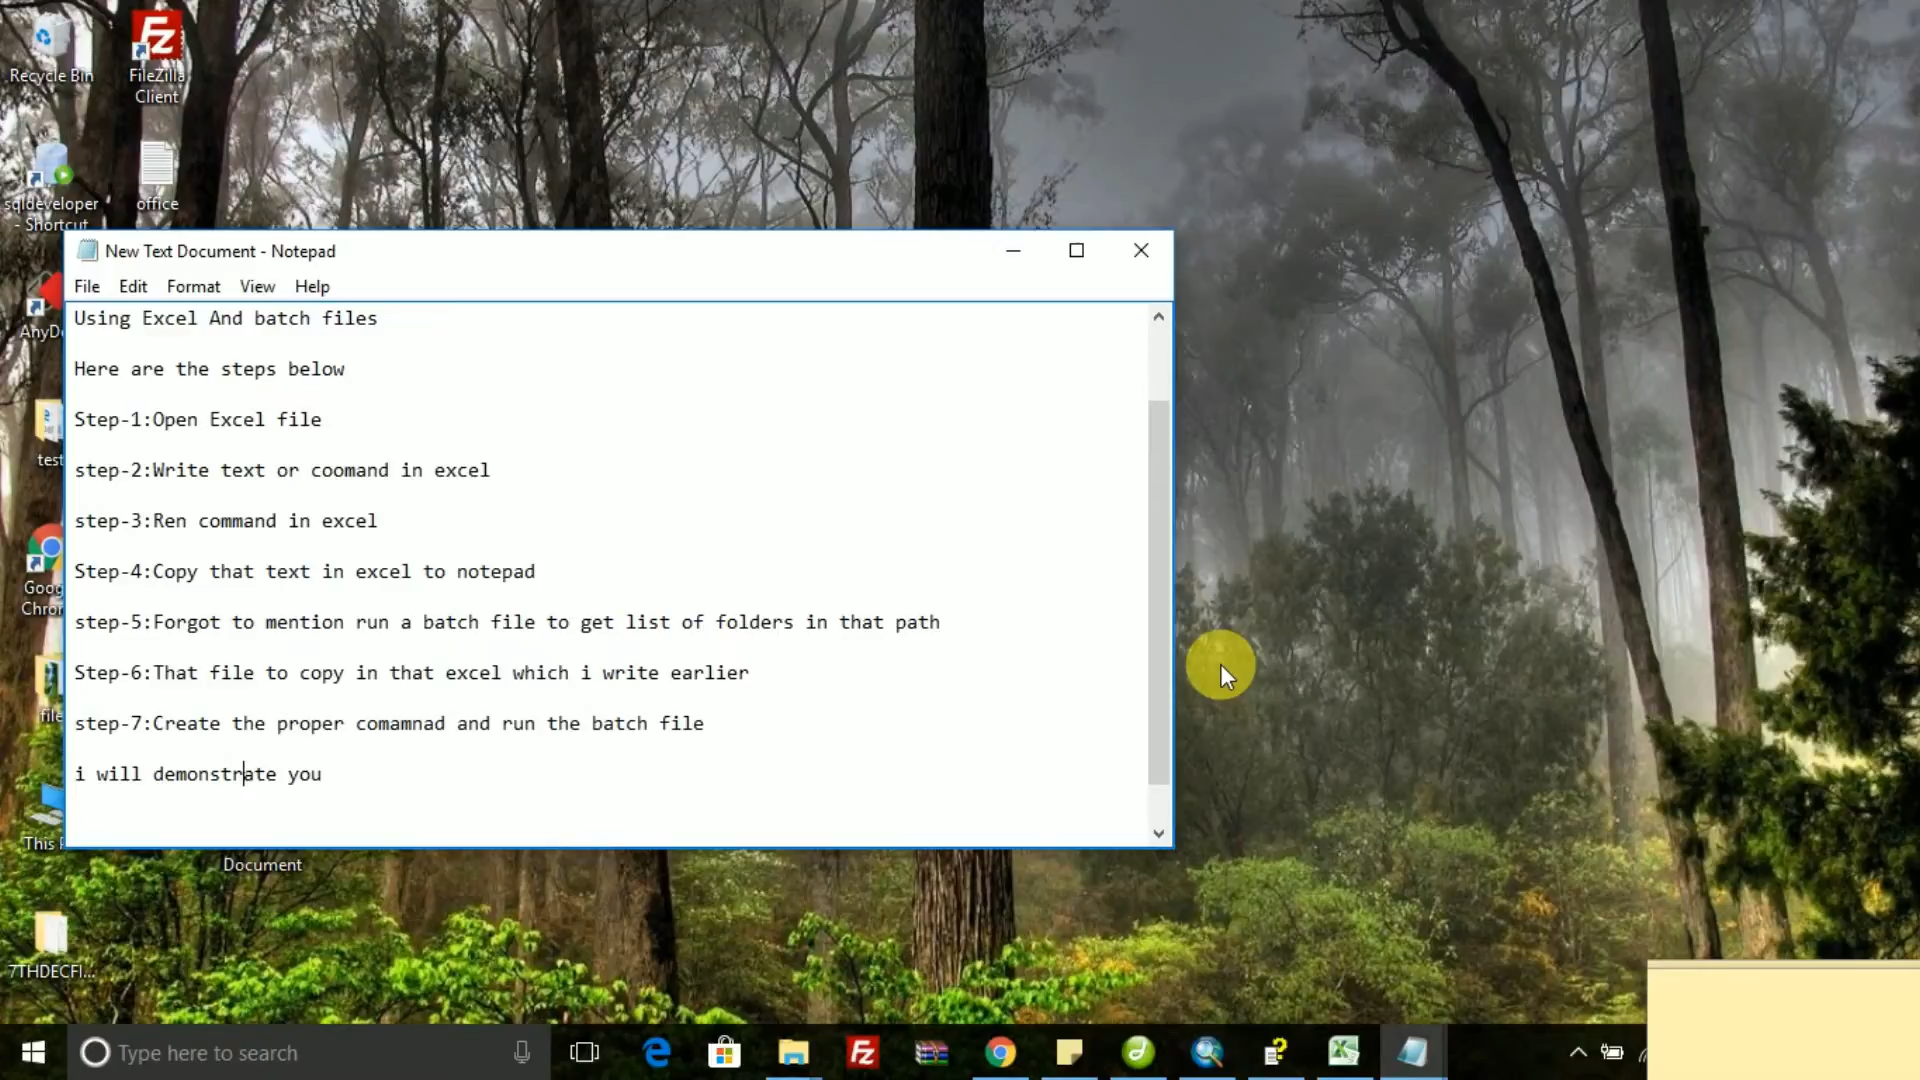 Recycle Bin
FileZilla
Client
sqldeveloper
- Shortcut
office
New Text Document - Notepad
File Edit Format View Help
Using Excel And batch files
Here are the steps below
Step-1:Open Excel file
step-2:Write text or coomand in excel
step-3:Ren command in excel
Step-4:Copy that text in excel to notepad
step-5:Forgot to mention run a batch file to get list of folders in that path
Step-6:That file to copy in that excel which i write earlier
step-7:Create the proper comamnad and run the batch file
i will demonstrate you
AnyD
test
Goog
Chro
file
This
Document
7THDECFI...
Type here to search